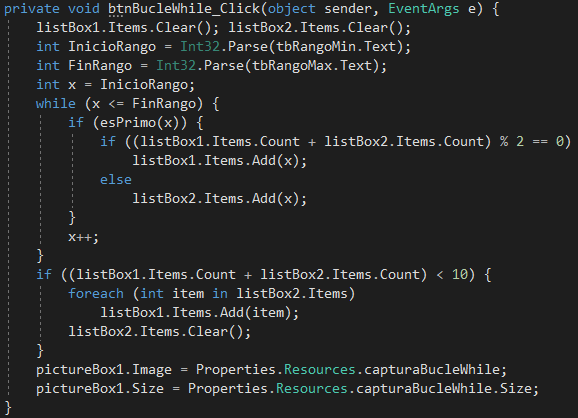 private void btnBucleWhile_Click(object sender, EventArgs e) {
    listBox1.Items.Clear(); listBox2.Items.Clear();
    int InicioRango = Int32.Parse(tbRangoMin.Text);
    int FinRango = Int32.Parse(tbRangoMax.Text);
    int x = InicioRango;
    while (x <= FinRango) {
        if (esPrimo(x)) {
            if ((listBox1.Items.Count + listBox2.Items.Count) % 2 == 0)
                listBox1.Items.Add(x);
            else
                listBox2.Items.Add(x);
        }
        x++;
    }
    if ((listBox1.Items.Count + listBox2.Items.Count) < 10) {
        foreach (int item in listBox2.Items)
            listBox1.Items.Add(item);
        listBox2.Items.Clear();
    }
    pictureBox1.Image = Properties.Resources.capturaBucleWhile;
    pictureBox1.Size = Properties.Resources.capturaBucleWhile.Size;
}